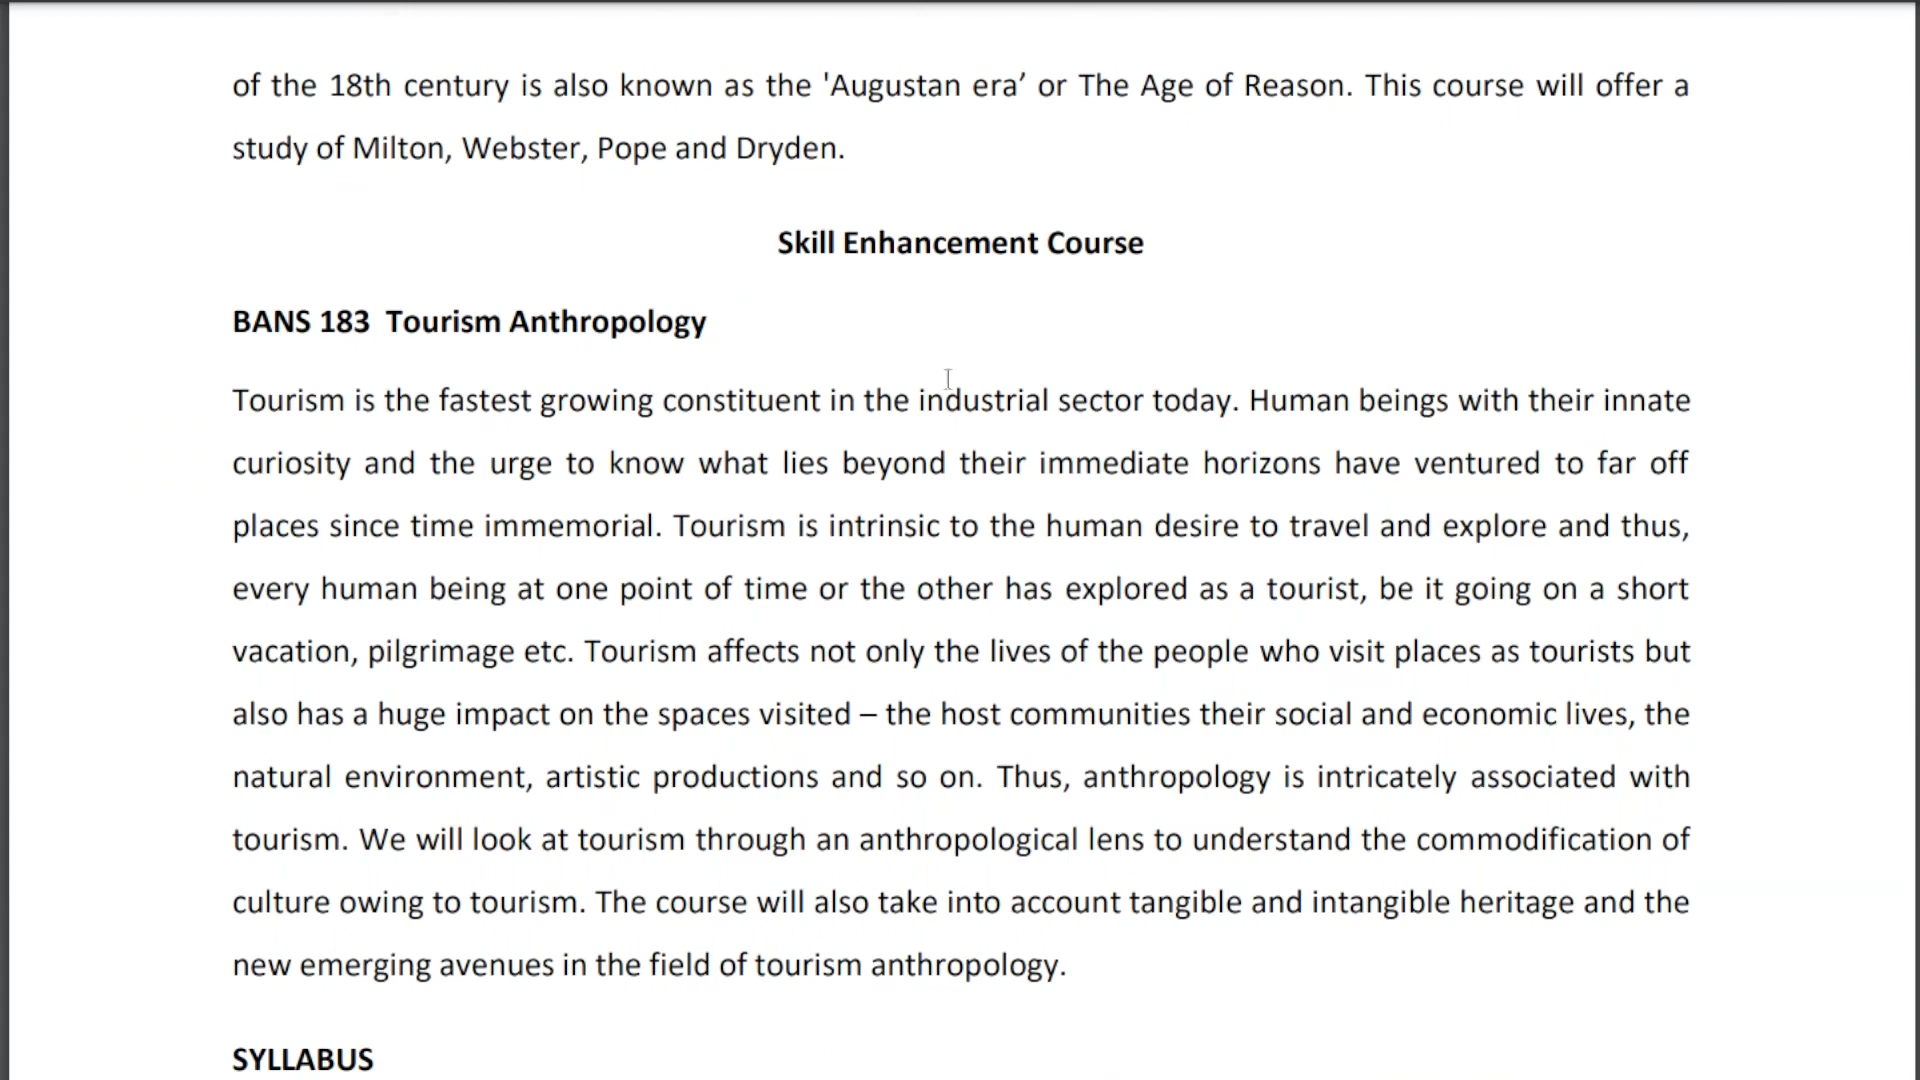 of the 18th century is also known as the 'Augustan era’ or The Age of Reason. This course will offer a
study of Milton, Webster, Pope and Dryden.
Skill Enhancement Course
BANS 183  Tourism Anthropology
Tourism is the fastest growing constituent in the industrial sector today. Human beings with their innate
curiosity and the urge to know what lies beyond their immediate horizons have ventured to far off
places since time immemorial. Tourism is intrinsic to the human desire to travel and explore and thus,
every human being at one point of time or the other has explored as a tourist, be it going on a short
vacation, pilgrimage etc. Tourism affects not only the lives of the people who visit places as tourists but
also has a huge impact on the spaces visited – the host communities their social and economic lives, the
natural environment, artistic productions and so on. Thus, anthropology is intricately associated with
tourism. We will look at tourism through an anthropological lens to understand the commodification of
culture owing to tourism. The course will also take into account tangible and intangible heritage and the
new emerging avenues in the field of tourism anthropology.
SYLLABUS